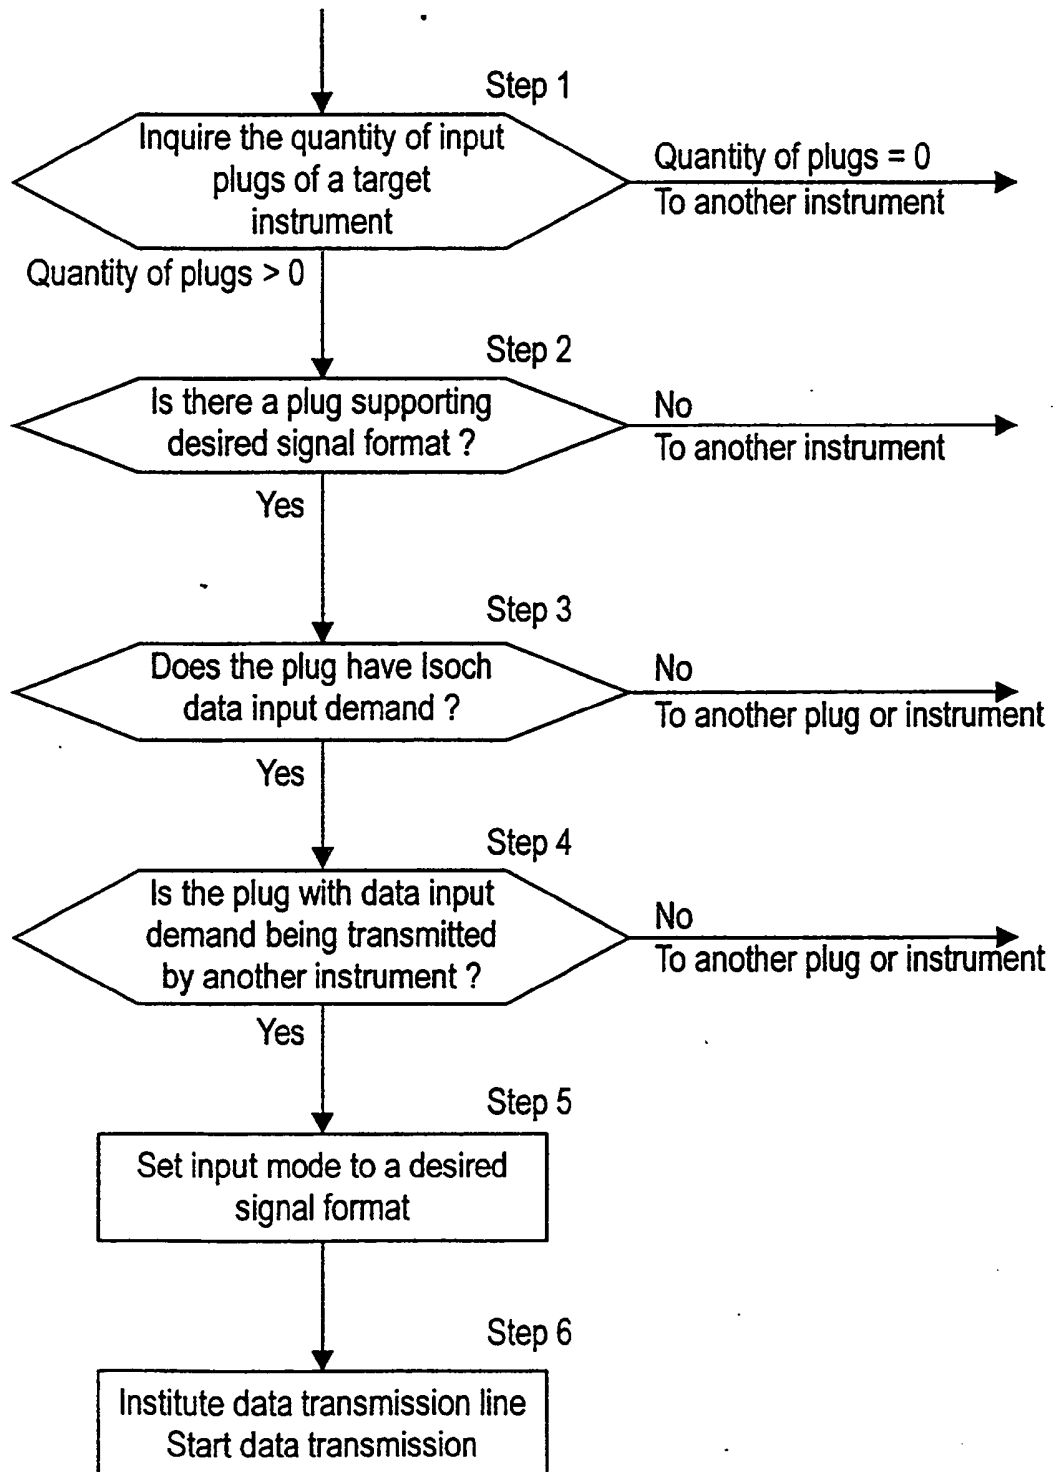 Step 1
Inquire the quantity of input
plugs of a target
instrument
Quantity of plugs = 0
To another instrument
Quantity of plugs > 0
Step 2
Is there a plug supporting
desired signal format ?
No
To another instrument
Yes
Step 3
Does the plug have Isoch
data input demand ?
No
To another plug or instrument
Yes
Step 4
Is the plug with data input
demand being transmitted
by another instrument ?
No
To another plug or instrument
Yes
Step 5
Set input mode to a desired
signal format
Step 6
Institute data transmission line
Start data transmission